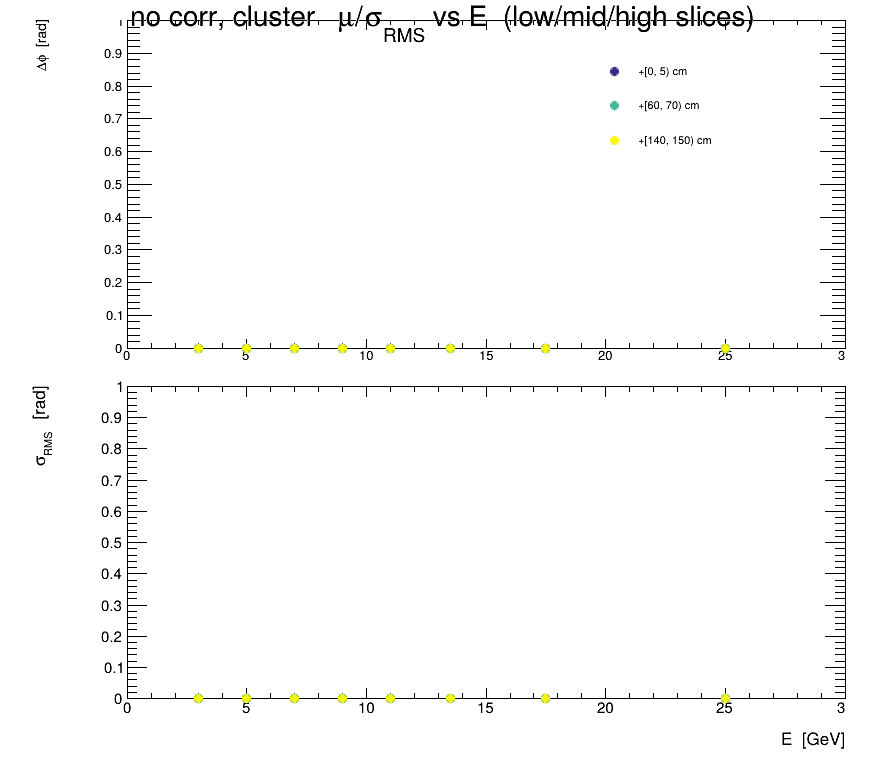 no corr, cluster μ/σRMS vs E (low/mid/high slices)
Δϕ [rad]
+[0, 5) cm
+[60, 70) cm
+[140, 150) cm
0.9
0.8
0.7
0.6
0.5
0.4
0.3
0.2
0.1
0
0 5 10 15 20 25 3
σRMS [rad]
1
0.9
0.8
0.7
0.6
0.5
0.4
0.3
0.2
0.1
0
0 5 10 15 20 25 3
E [GeV]